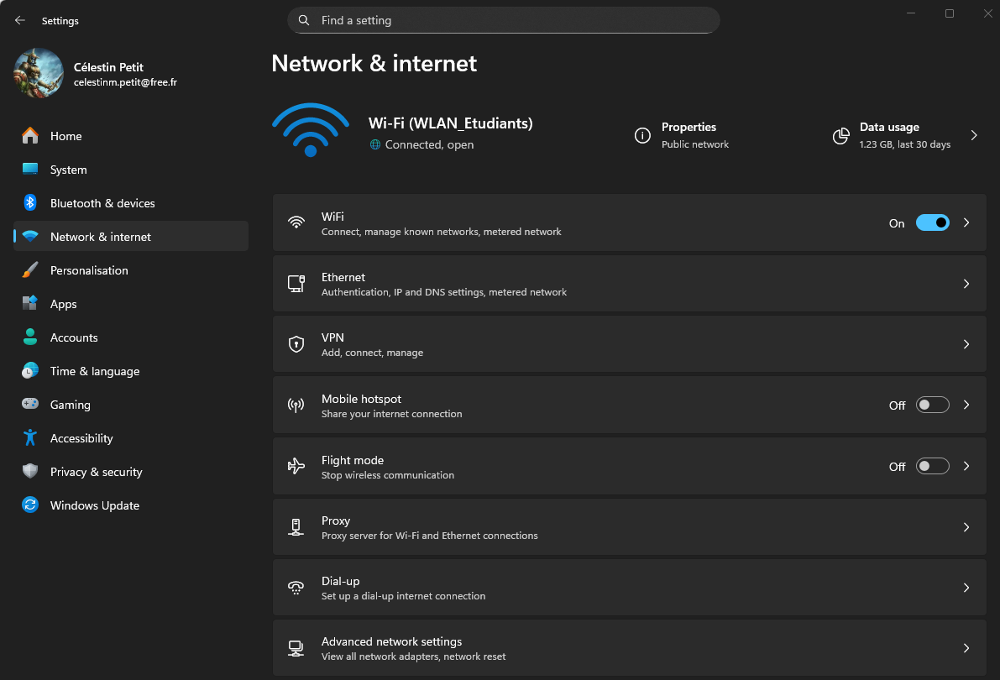 Settings
Find a setting
Célestin Petit
celestinm.petit@free.fr
Home
System
Bluetooth & devices
Network & internet
Personalisation
Apps
Accounts
Time & language
Gaming
Accessibility
Privacy & security
Windows Update
Network & internet
Wi-Fi (WLAN_Etudiants)
Connected, open
Properties
Public network
Data usage
1.23 GB, last 30 days
WiFi
Connect, manage known networks, metered network
On
Ethernet
Authentication, IP and DNS settings, metered network
VPN
Add, connect, manage
Mobile hotspot
Share your internet connection
Off
Flight mode
Stop wireless communication
Off
Proxy
Proxy server for Wi-Fi and Ethernet connections
Dial-up
Set up a dial-up internet connection
Advanced network settings
View all network adapters, network reset